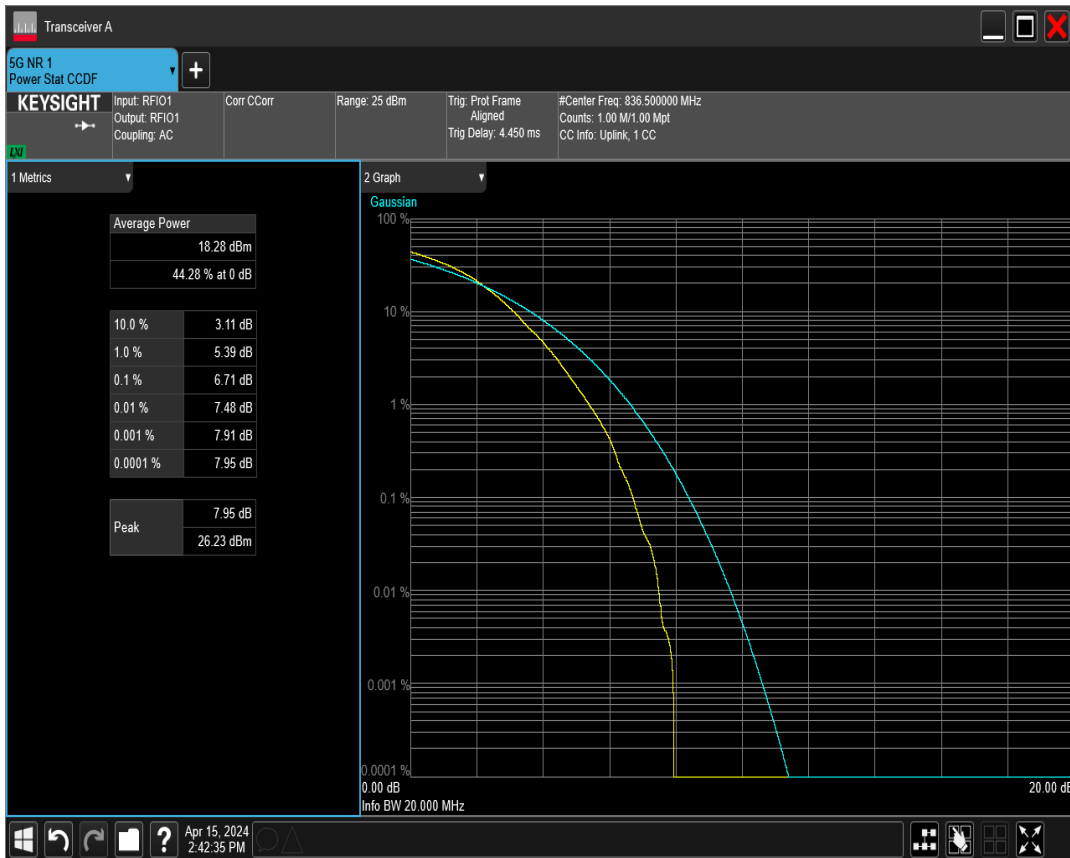 Transceiver A
5G NR 1
Power Stat CCDF
KEYSIGHT
LXI
Input: RFIO1
Output: RFIO1
Coupling: AC
Corr CCorr
Range: 25 dBm
Trig: Prot Frame
Aligned
Trig Delay: 4.450 ms
#Center Freq: 836.500000 MHz
Counts: 1.00 M/1.00 Mpt
CC Info: Uplink, 1 CC
1 Metrics
Average Power
18.28 dBm
44.28 % at 0 dB
10.0 % 3.11 dB
1.0 % 5.39 dB
0.1 % 6.71 dB
0.01 % 7.48 dB
0.001 % 7.91 dB
0.0001 % 7.95 dB
Peak 7.95 dB
26.23 dBm
2 Graph
Gaussian
100 %
10 %
1 %
0.1 %
0.01 %
0.001 %
0.0001 %
0.00 dB 20.00 dB
Info BW 20.000 MHz
Apr 15, 2024
2:42:35 PM